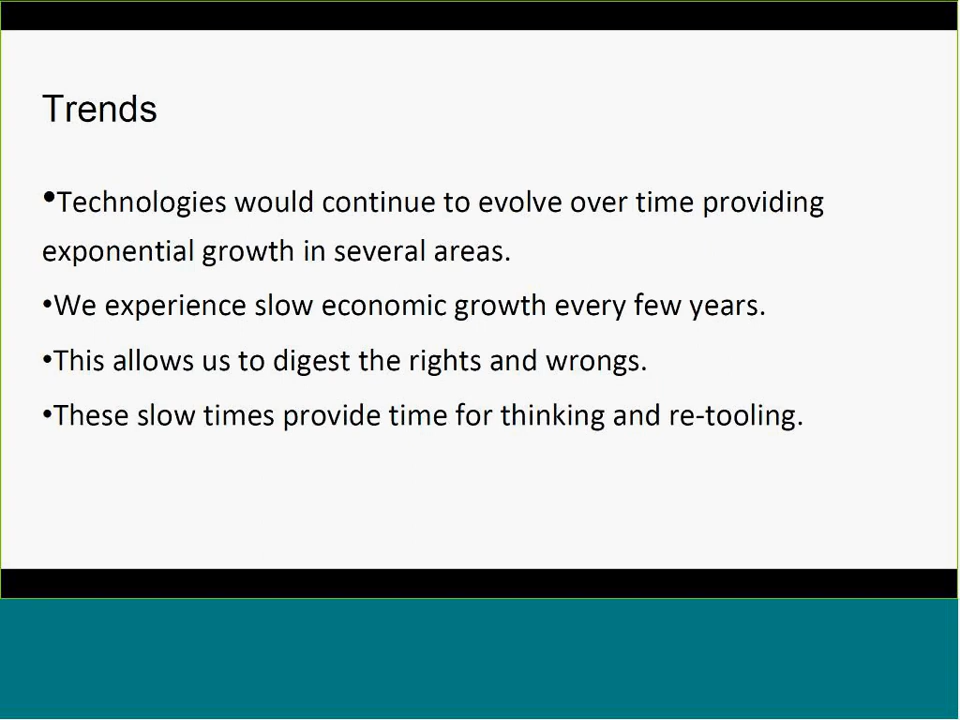 Trends
•Technologies would continue to evolve over time providing
exponential growth in several areas.
•We experience slow economic growth every few years.
•This allows us to digest the rights and wrongs.
•These slow times provide time for thinking and re-tooling.